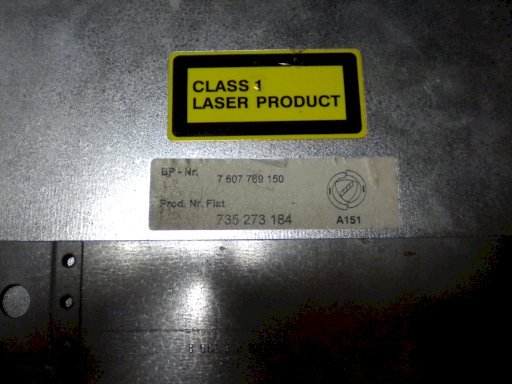 CLASS 1
LASER PRODUCT
BP - Nr. 7 607 769 150
Prod. Nr. Fiat
735 273 184 A151